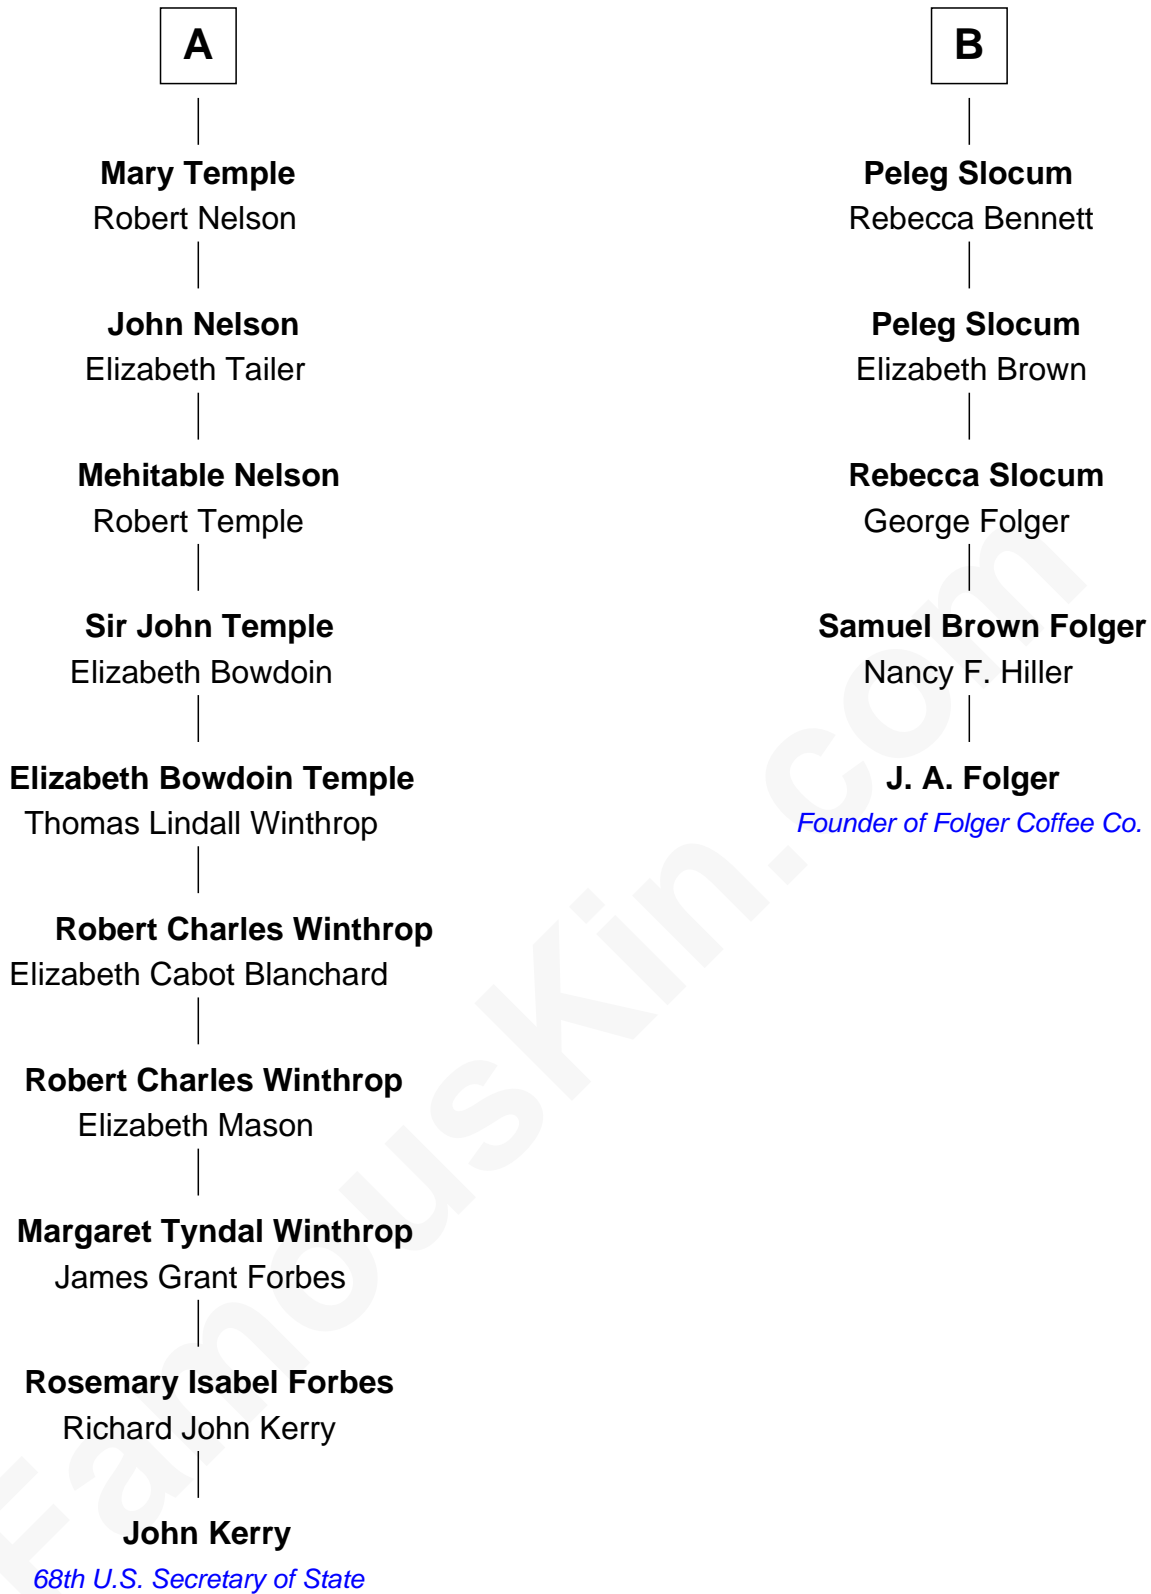 A
Mary Temple
Robert Nelson
John Nelson
Elizabeth Tailer
Mehitable Nelson
Robert Temple
Sir John Temple
Elizabeth Bowdoin
Elizabeth Bowdoin Temple
Thomas Lindall Winthrop
Robert Charles Winthrop
Elizabeth Cabot Blanchard
Robert Charles Winthrop
Elizabeth Mason
Margaret Tyndal Winthrop
James Grant Forbes
Rosemary Isabel Forbes
Richard John Kerry
John Kerry
68th U.S. Secretary of State
B
Peleg Slocum
Rebecca Bennett
Peleg Slocum
Elizabeth Brown
Rebecca Slocum
George Folger
Samuel Brown Folger
Nancy F. Hiller
J. A. Folger
Founder of Folger Coffee Co.
FamousKin.com